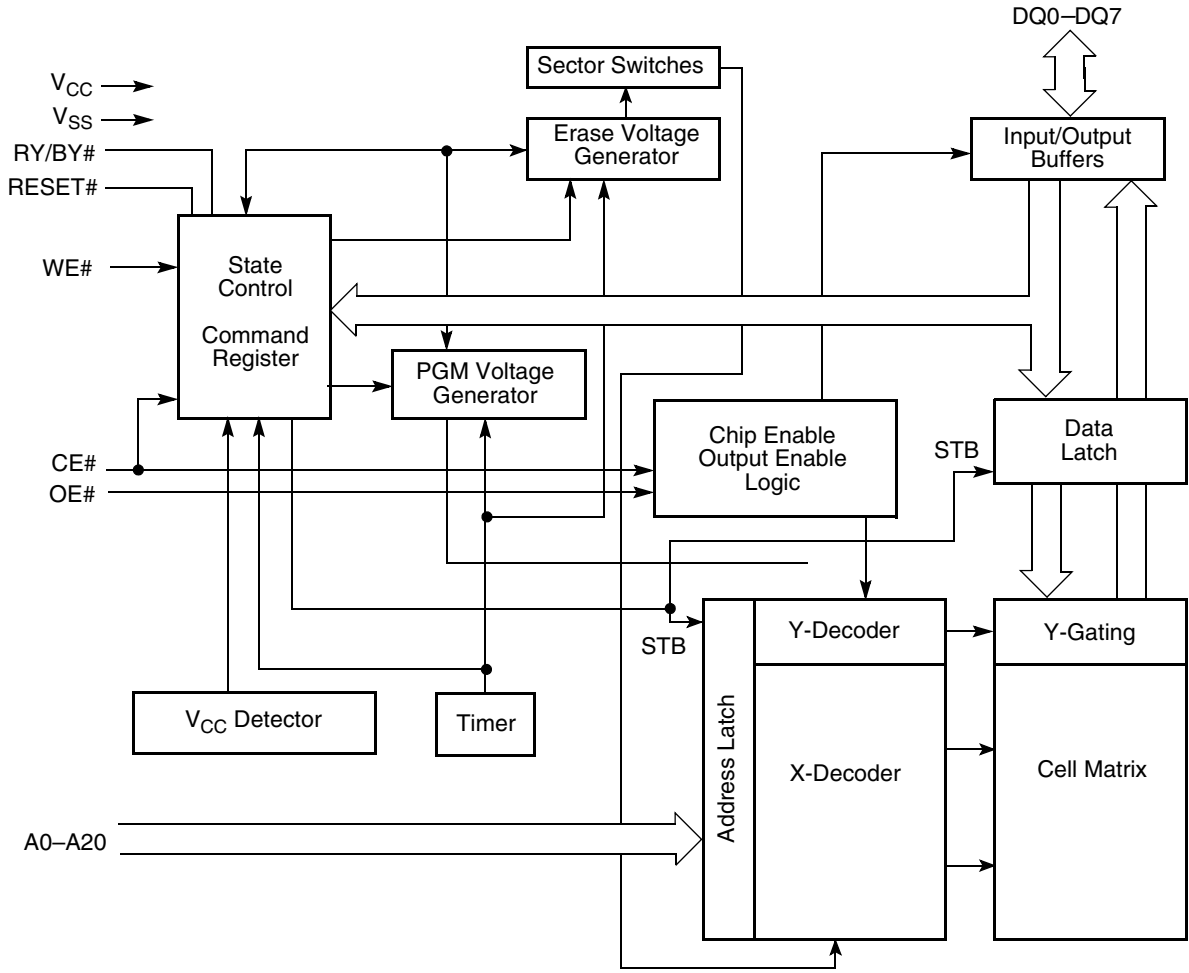 DQ0–DQ7
Sector Switches
VCC
VSS
RY/BY#
RESET#
Erase Voltage
Generator
Input/Output
Buffers
WE#
State
Control
Command
Register
PGM Voltage
Generator
Chip Enable
Output Enable
Logic
STB
Data
Latch
CE#
OE#
STB
Y-Decoder
Y-Gating
VCC Detector
Timer
Address Latch
X-Decoder
Cell Matrix
A0–A20